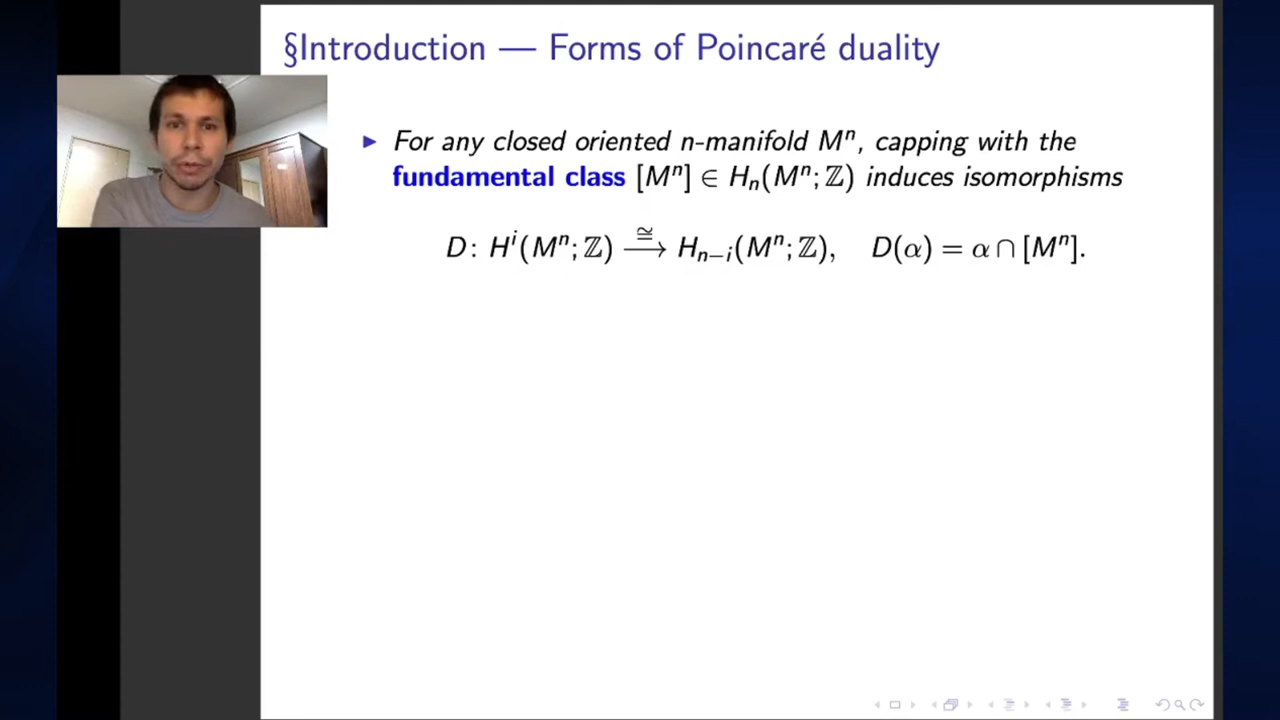 §Introduction — Forms of Poincaré duality
▶ For any closed oriented n-manifold Mⁿ, capping with the
fundamental class [Mⁿ] ∈ Hₙ(Mⁿ; ℤ) induces isomorphisms
D: Hⁱ(Mⁿ; ℤ) ≅⟶ Hₙ₋ᵢ(Mⁿ; ℤ), D(α) = α ∩ [Mⁿ].